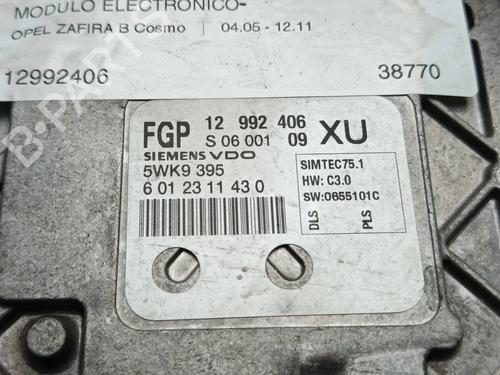 MODULO ELECTRONICO-
OPEL ZAFIRA B Cosmo | 04.05 - 12.11
12992406 38770
FGP 12 992 406 XU
S 06 001 09
SIEMENS VDO
5WK9 395
6 01 23 11 43 0
SIMTEC75.1
HW: C3.0
SW:0655101C
DLS
PLS
B-PARTS